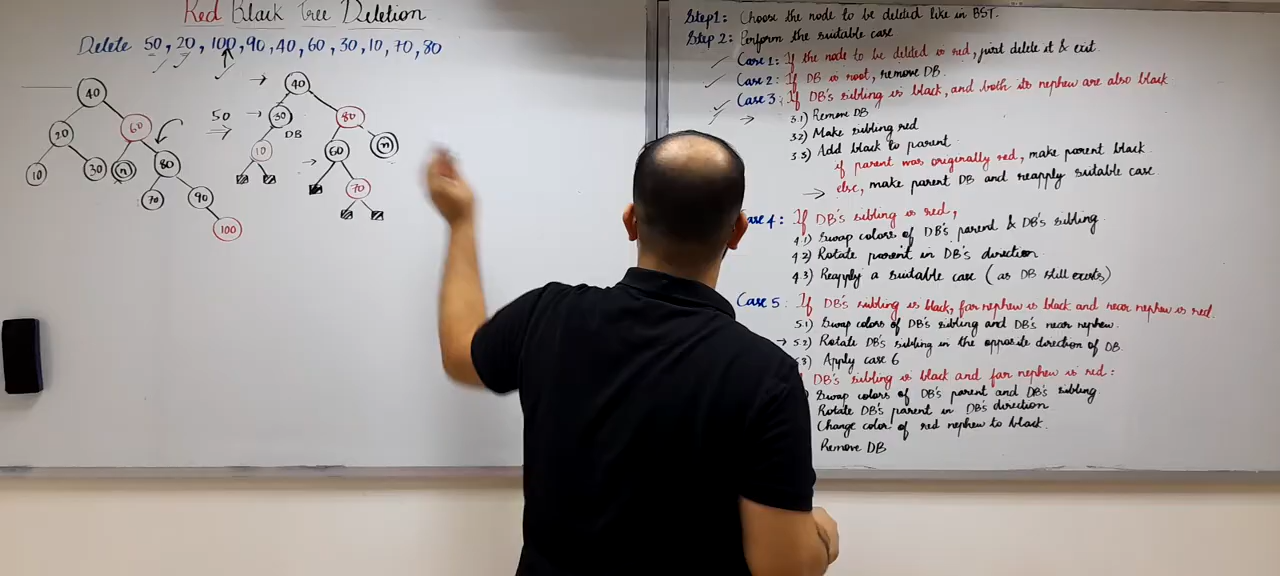 Red Black Tree Deletion
Delete 50, 20, 100, 90, 40, 60, 30, 10, 70, 80
40
20
60
10
30
n
80
70
90
100
50
40
30
DB
80
10
60
n
70
Step1: Choose the node to be deleted like in BST.
Step 2: Perform the suitable case
Case 1: If the node to be deleted is red, just delete it & exit
Case 2: If DB is root, remove DB.
Case 3: If DB's sibling is black, and both its nephew are also black
3.1) Remove DB
3.2) Make sibling red
3.3) Add black to parent
if parent was originally red, make parent black.
else, make parent DB and reapply suitable case
ase 4: If DB's sibling is red,
4.1) Swap colors of DB's parent & DB's sibling
4.2) Rotate parent in DB's direction
4.3) Reapply a suitable case (as DB still exists)
Case 5: If DB's sibling is black, far nephew is black and near nephew is red.
5.1) Swap colors of DB's sibling and DB's near nephew.
5.2) Rotate DB's sibling in the opposite direction of DB
3) Apply case 6
DB's sibling is black and far nephew is red:
Swap colors of DB's parent and DB's sibling
Rotate DB's parent in DB's direction
Change color of red nephew to black.
Remove DB